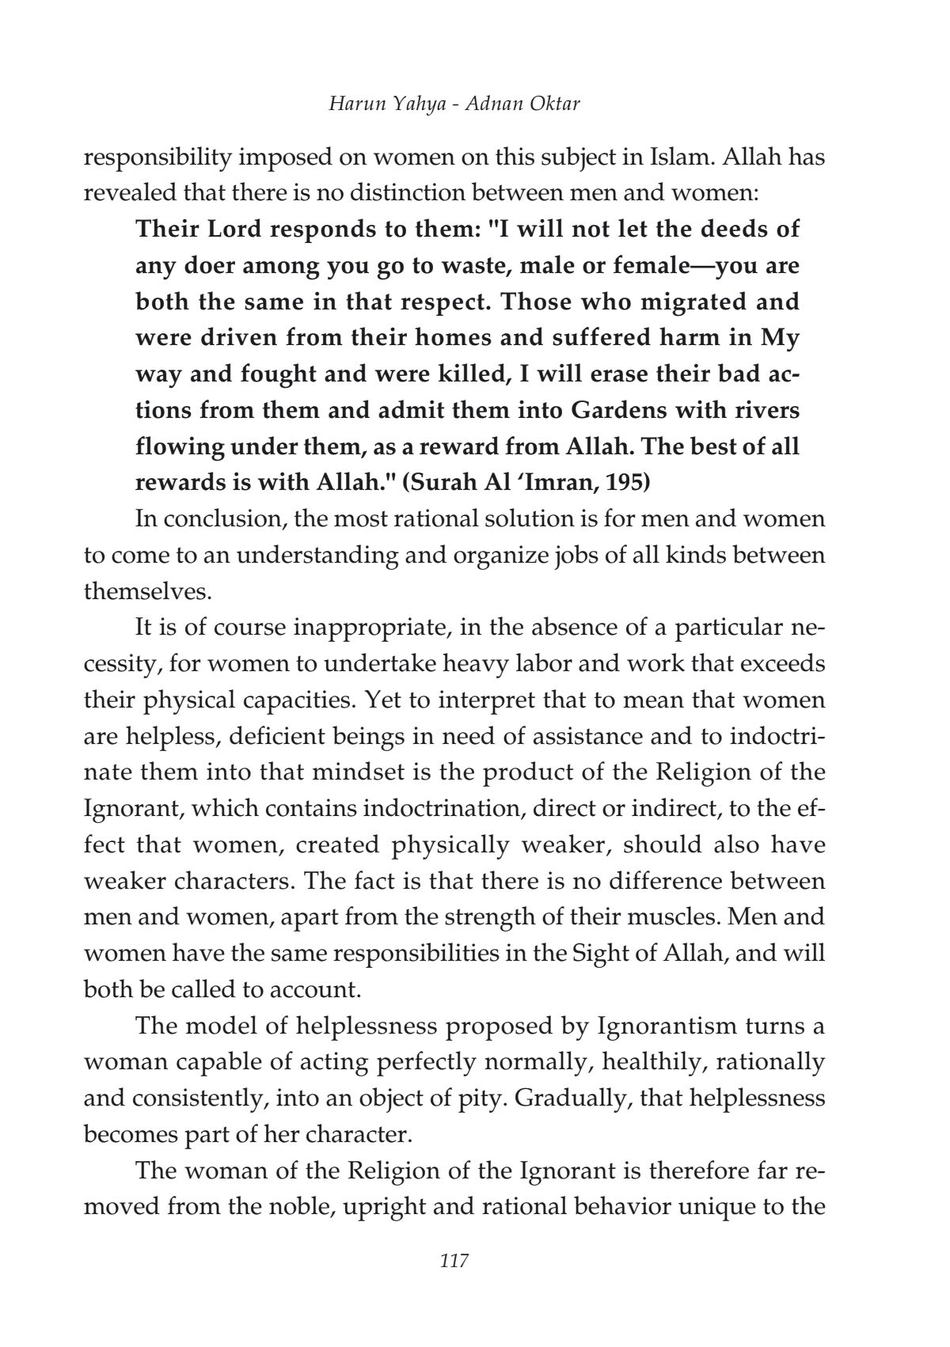 Harun Yahya - Adnan Oktar
responsibility imposed on women on this subject in Islam. Allah has
revealed that there is no distinction between men and women:
Their Lord responds to them: "I will not let the deeds of
any doer among you go to waste, male or female—you are
both the same in that respect. Those who migrated and
were driven from their homes and suffered harm in My
way and fought and were killed, I will erase their bad ac-
tions from them and admit them into Gardens with rivers
flowing under them, as a reward from Allah. The best of all
rewards is with Allah." (Surah Al ‘Imran, 195)
In conclusion, the most rational solution is for men and women
to come to an understanding and organize jobs of all kinds between
themselves.
It is of course inappropriate, in the absence of a particular ne-
cessity, for women to undertake heavy labor and work that exceeds
their physical capacities. Yet to interpret that to mean that women
are helpless, deficient beings in need of assistance and to indoctri-
nate them into that mindset is the product of the Religion of the
Ignorant, which contains indoctrination, direct or indirect, to the ef-
fect that women, created physically weaker, should also have
weaker characters. The fact is that there is no difference between
men and women, apart from the strength of their muscles. Men and
women have the same responsibilities in the Sight of Allah, and will
both be called to account.
The model of helplessness proposed by Ignorantism turns a
woman capable of acting perfectly normally, healthily, rationally
and consistently, into an object of pity. Gradually, that helplessness
becomes part of her character.
The woman of the Religion of the Ignorant is therefore far re-
moved from the noble, upright and rational behavior unique to the
117